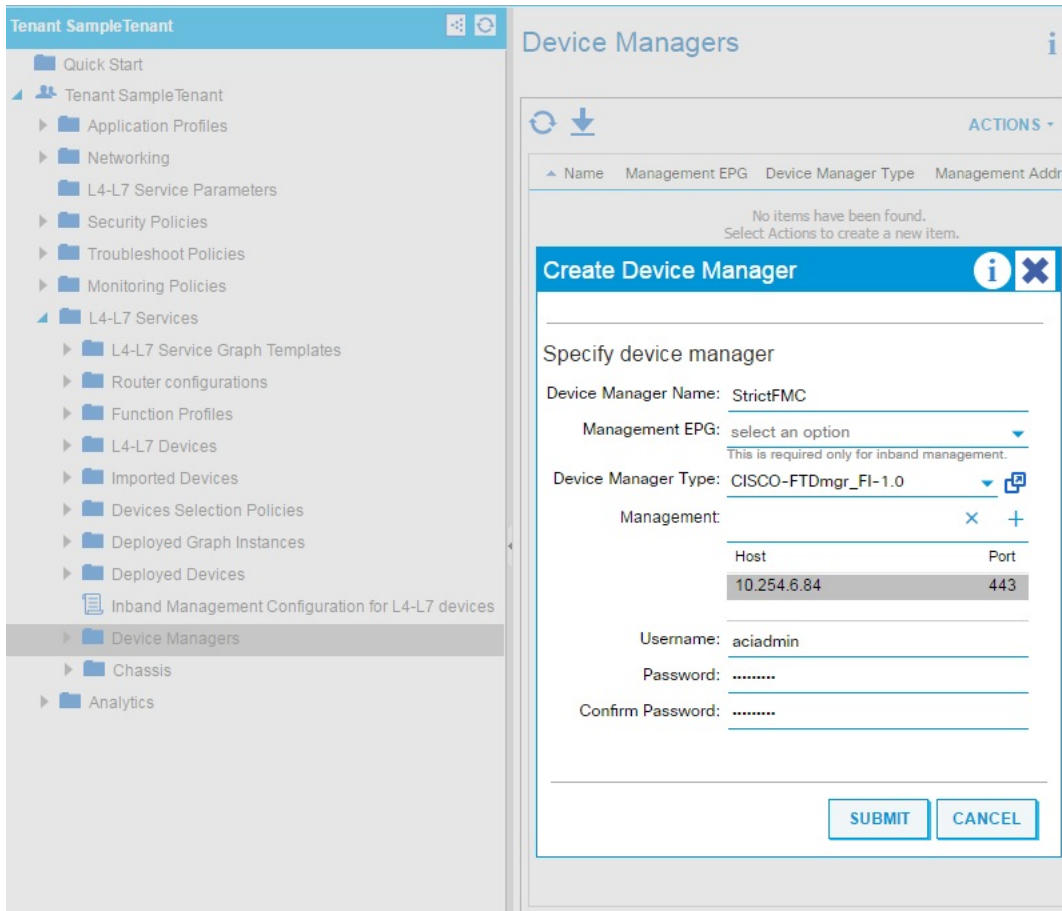 Tenant SampleTenant
Quick Start
Tenant SampleTenant
Application Profiles
Networking
L4-L7 Service Parameters
Security Policies
Troubleshoot Policies
Monitoring Policies
L4-L7 Services
L4-L7 Service Graph Templates
Router configurations
Function Profiles
L4-L7 Devices
Imported Devices
Devices Selection Policies
Deployed Graph Instances
Deployed Devices
Inband Management Configuration for L4-L7 devices
Device Managers
Chassis
Analytics
Device Managers
i
ACTIONS
Name Management EPG Device Manager Type Management Addr
No items have been found.
Select Actions to create a new item.
Create Device Manager
i
Specify device manager
Device Manager Name: StrictFMC
Management EPG: select an option
This is required only for inband management.
Device Manager Type: CISCO-FTDmgr_FI-1.0
Management:
Host Port
10.254.6.84 443
Username: aciadmin
Password: ·········
Confirm Password: ·········
SUBMIT CANCEL